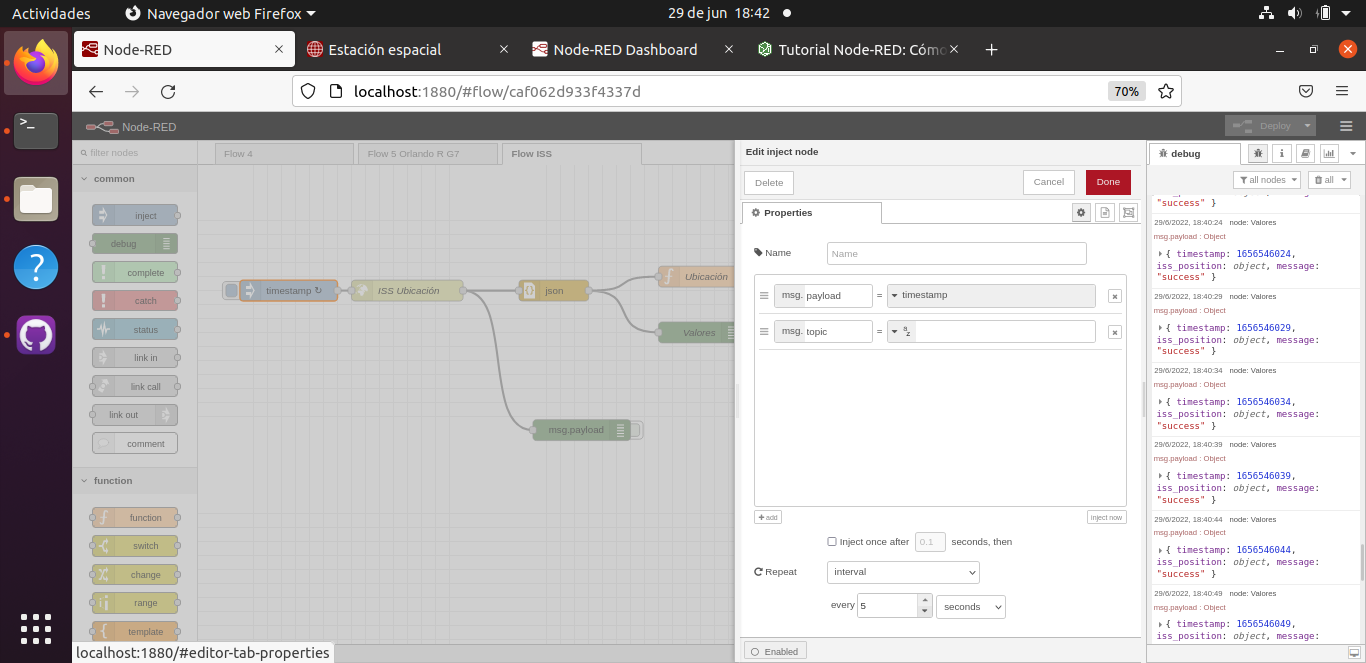 Actividades
Navegador web Firefox
29 de jun 18:42
Node-RED
Estación espacial
Node-RED Dashboard
Tutorial Node-RED: Cómo
localhost:1880/#flow/caf062d933f4337d
70%
Node-RED
Deploy
filter nodes
Flow 4
Flow 5 Orlando R G7
Flow ISS
common
inject
debug
complete
catch
status
link in
link call
link out
comment
function
function
switch
change
range
template
timestamp ↻
ISS Ubicación
json
Ubicación
Valores
msg.payload
Edit inject node
Delete
Cancel
Done
Properties
Name
Name
msg. payload = timestamp
msg. topic = a z
add
inject now
Inject once after 0.1 seconds, then
Repeat
interval
every 5 seconds
Enabled
debug
all nodes
all
"success" }
29/6/2022, 18:40:24 node: Valores
msg.payload : Object
{ timestamp: 1656546024,
iss_position: object, message:
"success" }
29/6/2022, 18:40:29 node: Valores
msg.payload : Object
{ timestamp: 1656546029,
iss_position: object, message:
"success" }
29/6/2022, 18:40:34 node: Valores
msg.payload : Object
{ timestamp: 1656546034,
iss_position: object, message:
"success" }
29/6/2022, 18:40:39 node: Valores
msg.payload : Object
{ timestamp: 1656546039,
iss_position: object, message:
"success" }
29/6/2022, 18:40:44 node: Valores
msg.payload : Object
{ timestamp: 1656546044,
iss_position: object, message:
"success" }
29/6/2022, 18:40:49 node: Valores
msg.payload : Object
{ timestamp: 1656546049,
iss_position: object, message:
localhost:1880/#editor-tab-properties